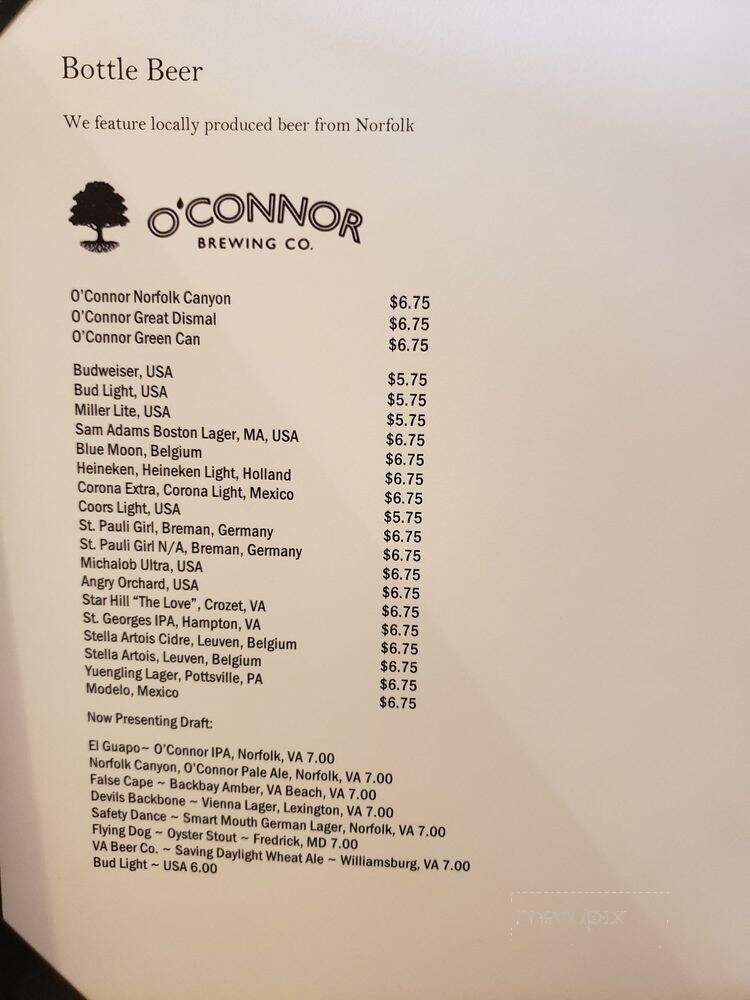 Bottle Beer
We feature locally produced beer from Norfolk
O'CONNOR
BREWING CO.
O'Connor Norfolk Canyon $6.75
O'Connor Great Dismal $6.75
O'Connor Green Can $6.75
Budweiser, USA $5.75
Bud Light, USA $5.75
Miller Lite, USA $5.75
Sam Adams Boston Lager, MA, USA $6.75
Blue Moon, Belgium $6.75
Heineken, Heineken Light, Holland $6.75
Corona Extra, Corona Light, Mexico $6.75
Coors Light, USA $5.75
St. Pauli Girl, Breman, Germany $6.75
St. Pauli Girl N/A, Breman, Germany $6.75
Michalob Ultra, USA $6.75
Angry Orchard, USA $6.75
Star Hill “The Love”, Crozet, VA $6.75
St. Georges IPA, Hampton, VA $6.75
Stella Artois Cidre, Leuven, Belgium $6.75
Stella Artois, Leuven, Belgium $6.75
Yuengling Lager, Pottsville, PA $6.75
Modelo, Mexico $6.75
Now Presenting Draft:
El Guapo~ O'Connor IPA, Norfolk, VA 7.00
Norfolk Canyon, O'Connor Pale Ale, Norfolk, VA 7.00
False Cape ~ Backbay Amber, VA Beach, VA 7.00
Devils Backbone ~ Vienna Lager, Lexington, VA 7.00
Safety Dance ~ Smart Mouth German Lager, Norfolk, VA 7.00
Flying Dog ~ Oyster Stout ~ Fredrick, MD 7.00
VA Beer Co. ~ Saving Daylight Wheat Ale ~ Williamsburg, VA 7.00
Bud Light ~ USA 6.00
menupix